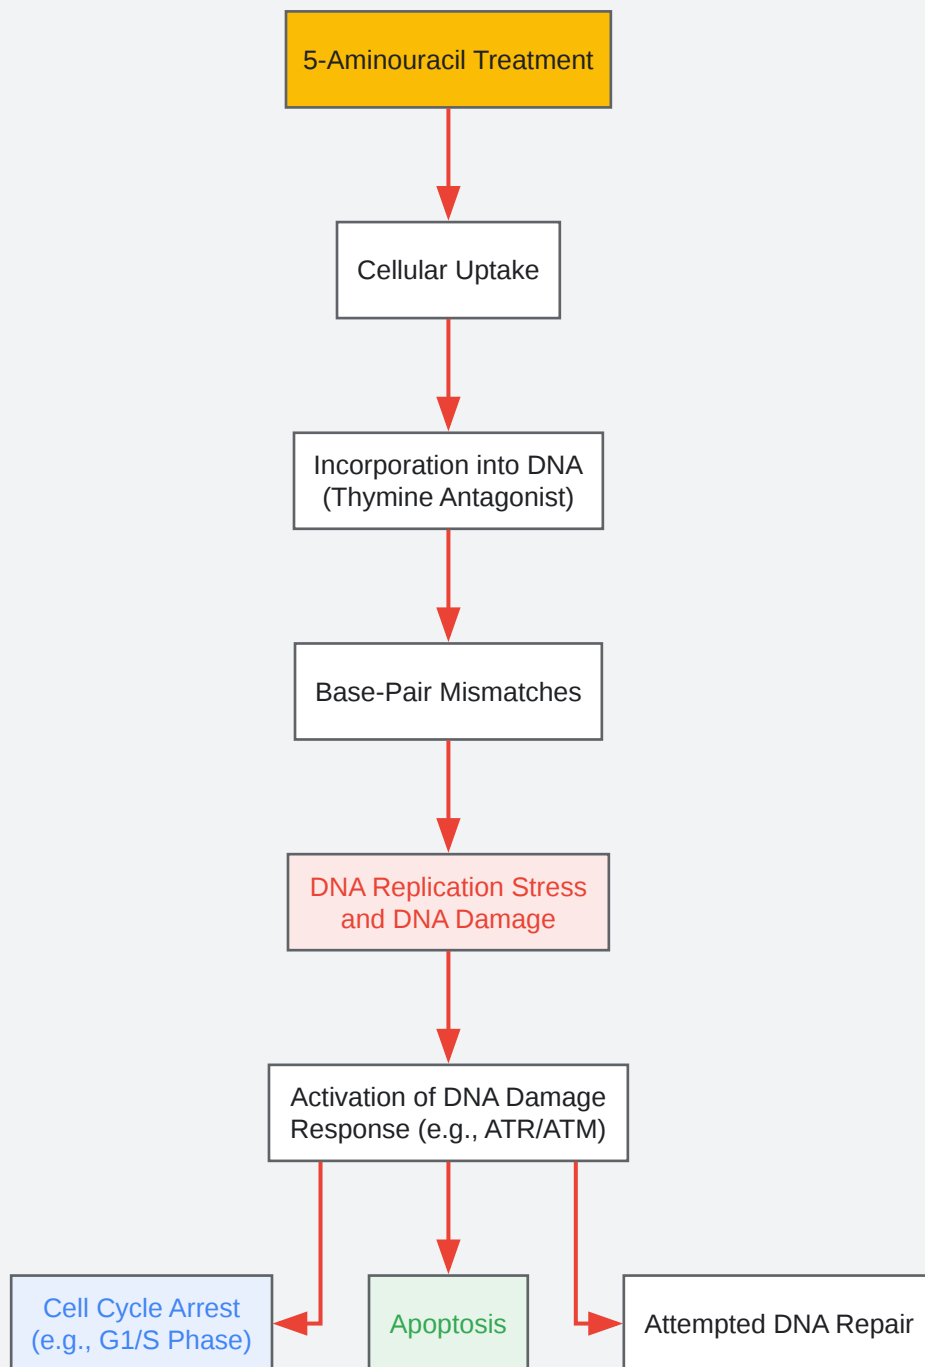 5-Aminouracil Treatment
Cellular Uptake
Incorporation into DNA
(Thymine Antagonist)
Base-Pair Mismatches
DNA Replication Stress
and DNA Damage
Activation of DNA Damage
Response (e.g., ATR/ATM)
Cell Cycle Arrest
(e.g., G1/S Phase)
Apoptosis
Attempted DNA Repair